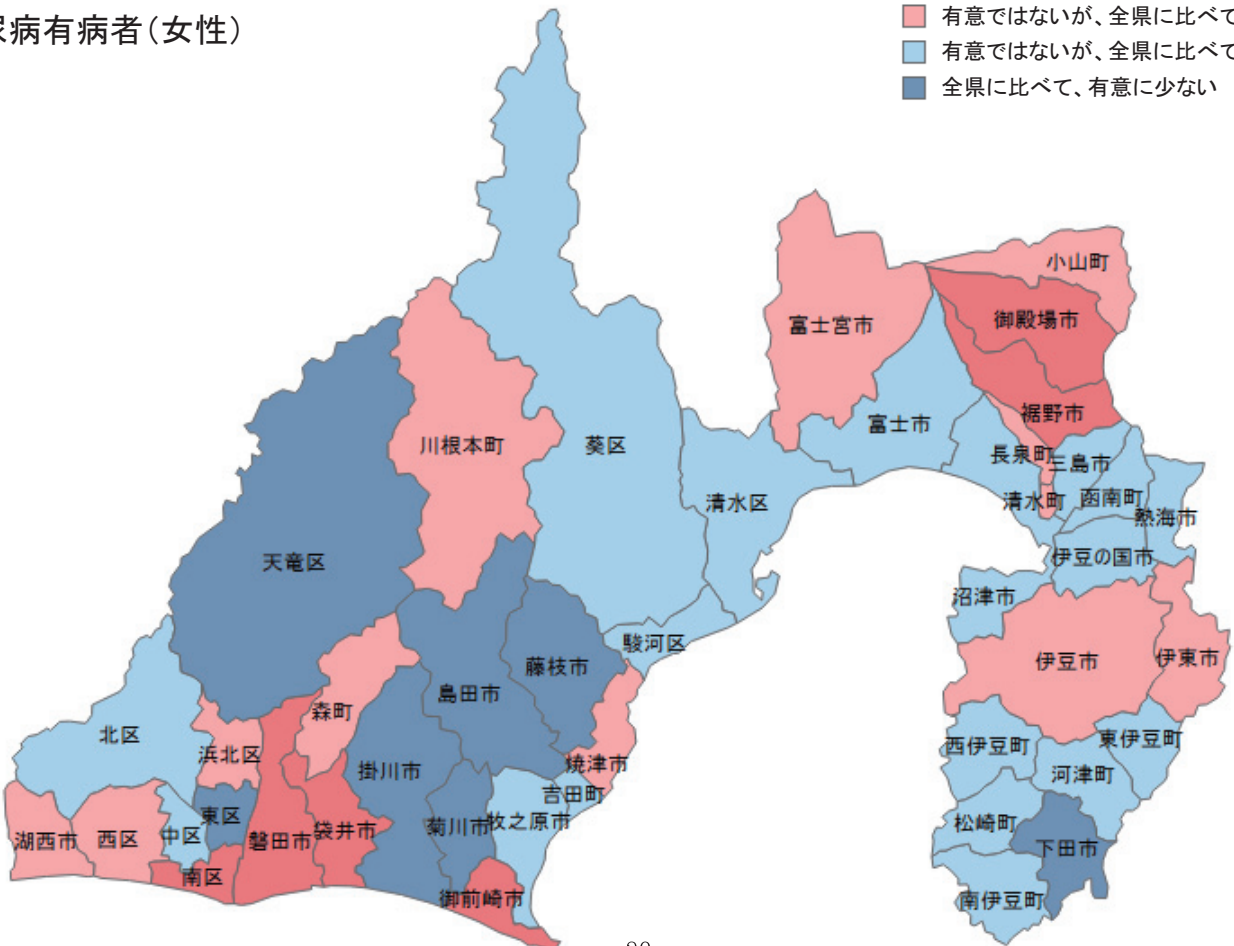 尿病有病者(女性)
有意ではないが、全県に比べて
有意ではないが、全県に比べて
全県に比べて、有意に少ない
小山町
御殿場市
富士宮市
裾野市
富士市
川根本町
葵区
長泉町
三島市
清水区
清水町
函南町
熱海市
伊豆の国市
天竜区
沼津市
駿河区
藤枝市
伊豆市
伊東市
島田市
森町
北区
浜北区
西伊豆町
東伊豆町
掛川市
焼津市
河津町
吉田町
東区
牧之原市
菊川市
松崎町
湖西市
西区
中区
磐田市
袋井市
下田市
南区
御前崎市
南伊豆町